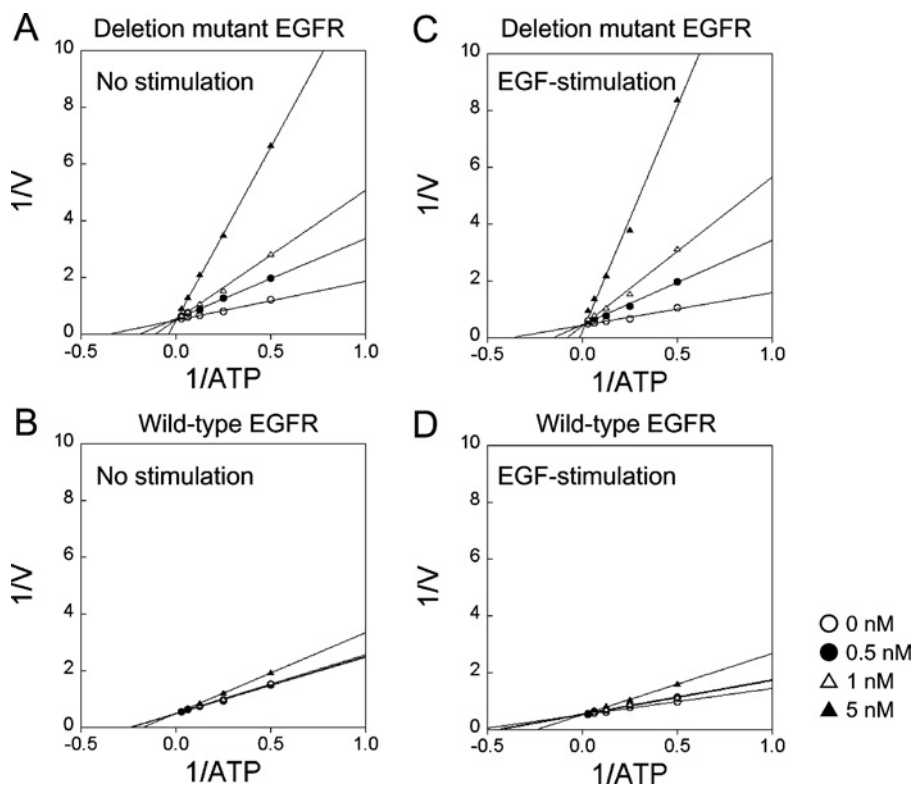 A
Deletion mutant EGFR
No stimulation
1/V
10
8
6
4
2
0
-0.5 0.0 0.5 1.0
1/ATP
C
Deletion mutant EGFR
EGF-stimulation
1/V
10
8
6
4
2
0
-0.5 0.0 0.5 1.0
1/ATP
B
Wild-type EGFR
No stimulation
1/V
10
8
6
4
2
0
-0.5 0.0 0.5 1.0
1/ATP
D
Wild-type EGFR
EGF-stimulation
1/V
10
8
6
4
2
0
-0.5 0.0 0.5 1.0
1/ATP
0 nM
0.5 nM
1 nM
5 nM